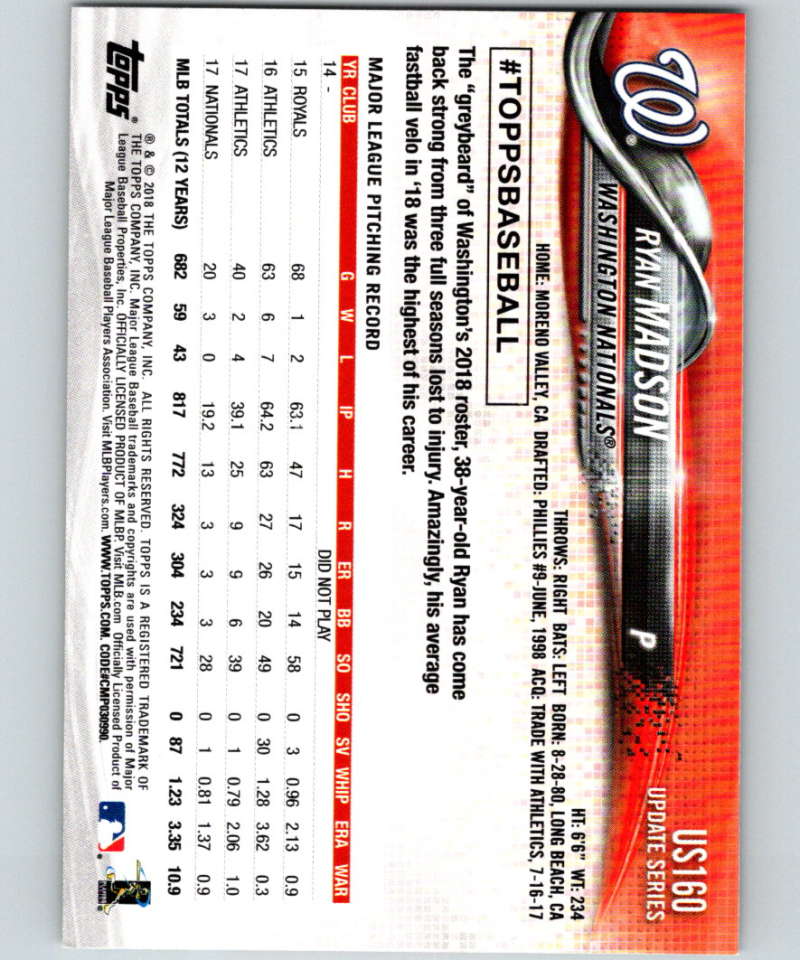 US160
UPDATE SERIES
W®
RYAN MADSON P
WASHINGTON NATIONALS®
HT: 6'6" WT: 234
THROWS: RIGHT BATS: LEFT BORN: 8-28-80, LONG BEACH, CA
HOME: MORENO VALLEY, CA DRAFTED: PHILLIES #9-JUNE, 1998 ACQ: TRADE WITH ATHLETICS, 7-16-17
#TOPPSBASEBALL
The "greybeard" of Washington's 2018 roster, 38-year-old Ryan has come
back strong from three full seasons lost to injury. Amazingly, his average
fastball velo in '18 was the highest of his career.
MAJOR LEAGUE PITCHING RECORD
YR CLUB G W L IP H R ER BB SO SHO SV WHIP ERA WAR
14 - DID NOT PLAY
15 ROYALS 68 1 2 63.1 47 17 15 14 58 0 3 0.96 2.13 0.9
16 ATHLETICS 63 6 7 64.2 63 27 26 20 49 0 30 1.28 3.62 0.3
17 ATHLETICS 40 2 4 39.1 25 9 9 6 39 0 1 0.79 2.06 1.0
17 NATIONALS 20 3 0 19.2 13 3 3 3 28 0 1 0.81 1.37 0.9
MLB TOTALS (12 YEARS) 682 59 43 817 772 324 304 234 721 0 87 1.23 3.35 10.9
topps®
® & © 2018 THE TOPPS COMPANY, INC. ALL RIGHTS RESERVED. TOPPS IS A REGISTERED TRADEMARK OF
THE TOPPS COMPANY, INC. Major League Baseball trademarks and copyrights are used with permission of Major
League Baseball Properties, Inc. OFFICIALLY LICENSED PRODUCT OF MLBP. Visit MLB.com Officially Licensed Product of
Major League Baseball Players Association. Visit MLBPlayers.com. WWW.TOPPS.COM. CODE#CMP030990.